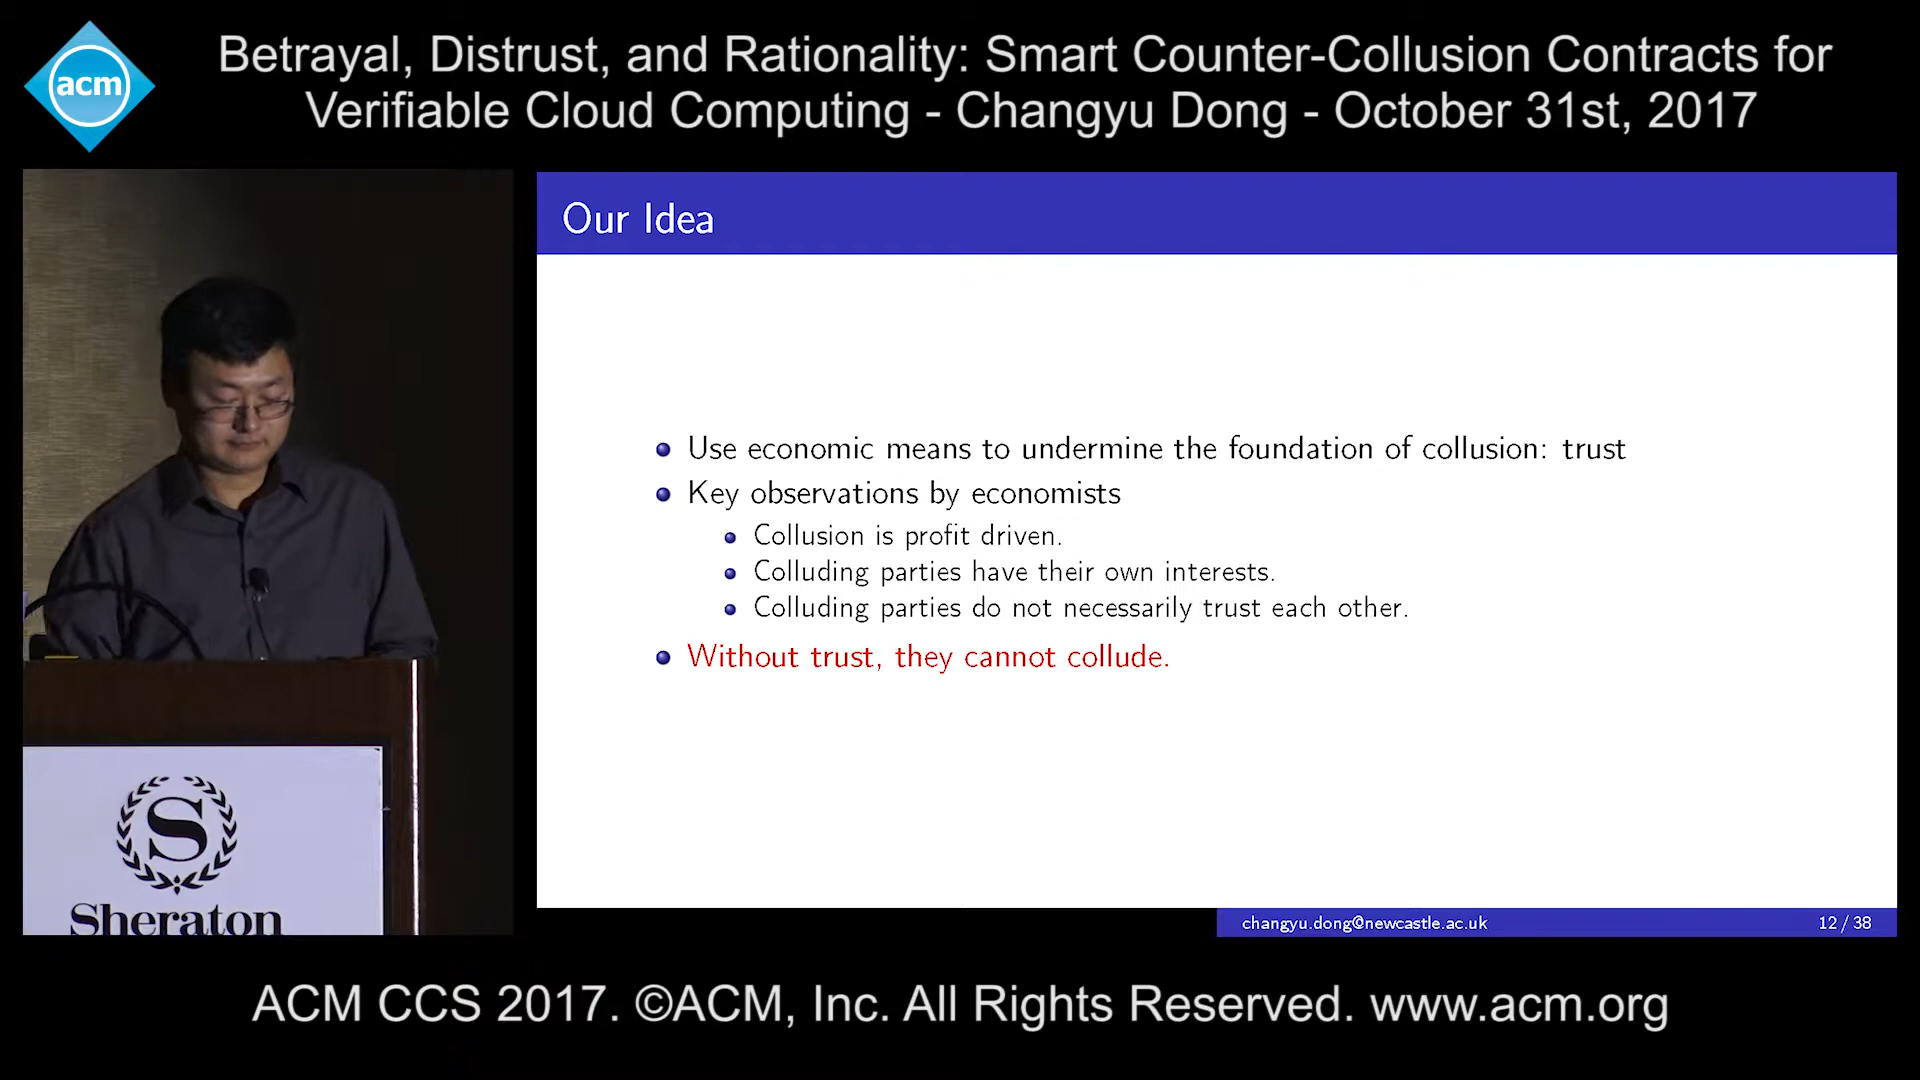 acm
Betrayal, Distrust, and Rationality: Smart Counter-Collusion Contracts for
Verifiable Cloud Computing - Changyu Dong - October 31st, 2017
Our Idea
Use economic means to undermine the foundation of collusion: trust
Key observations by economists
Collusion is profit driven.
Colluding parties have their own interests.
Colluding parties do not necessarily trust each other.
Without trust, they cannot collude.
changyu.dong@newcastle.ac.uk 12 / 38
S
Sheraton
ACM CCS 2017. ©ACM, Inc. All Rights Reserved. www.acm.org